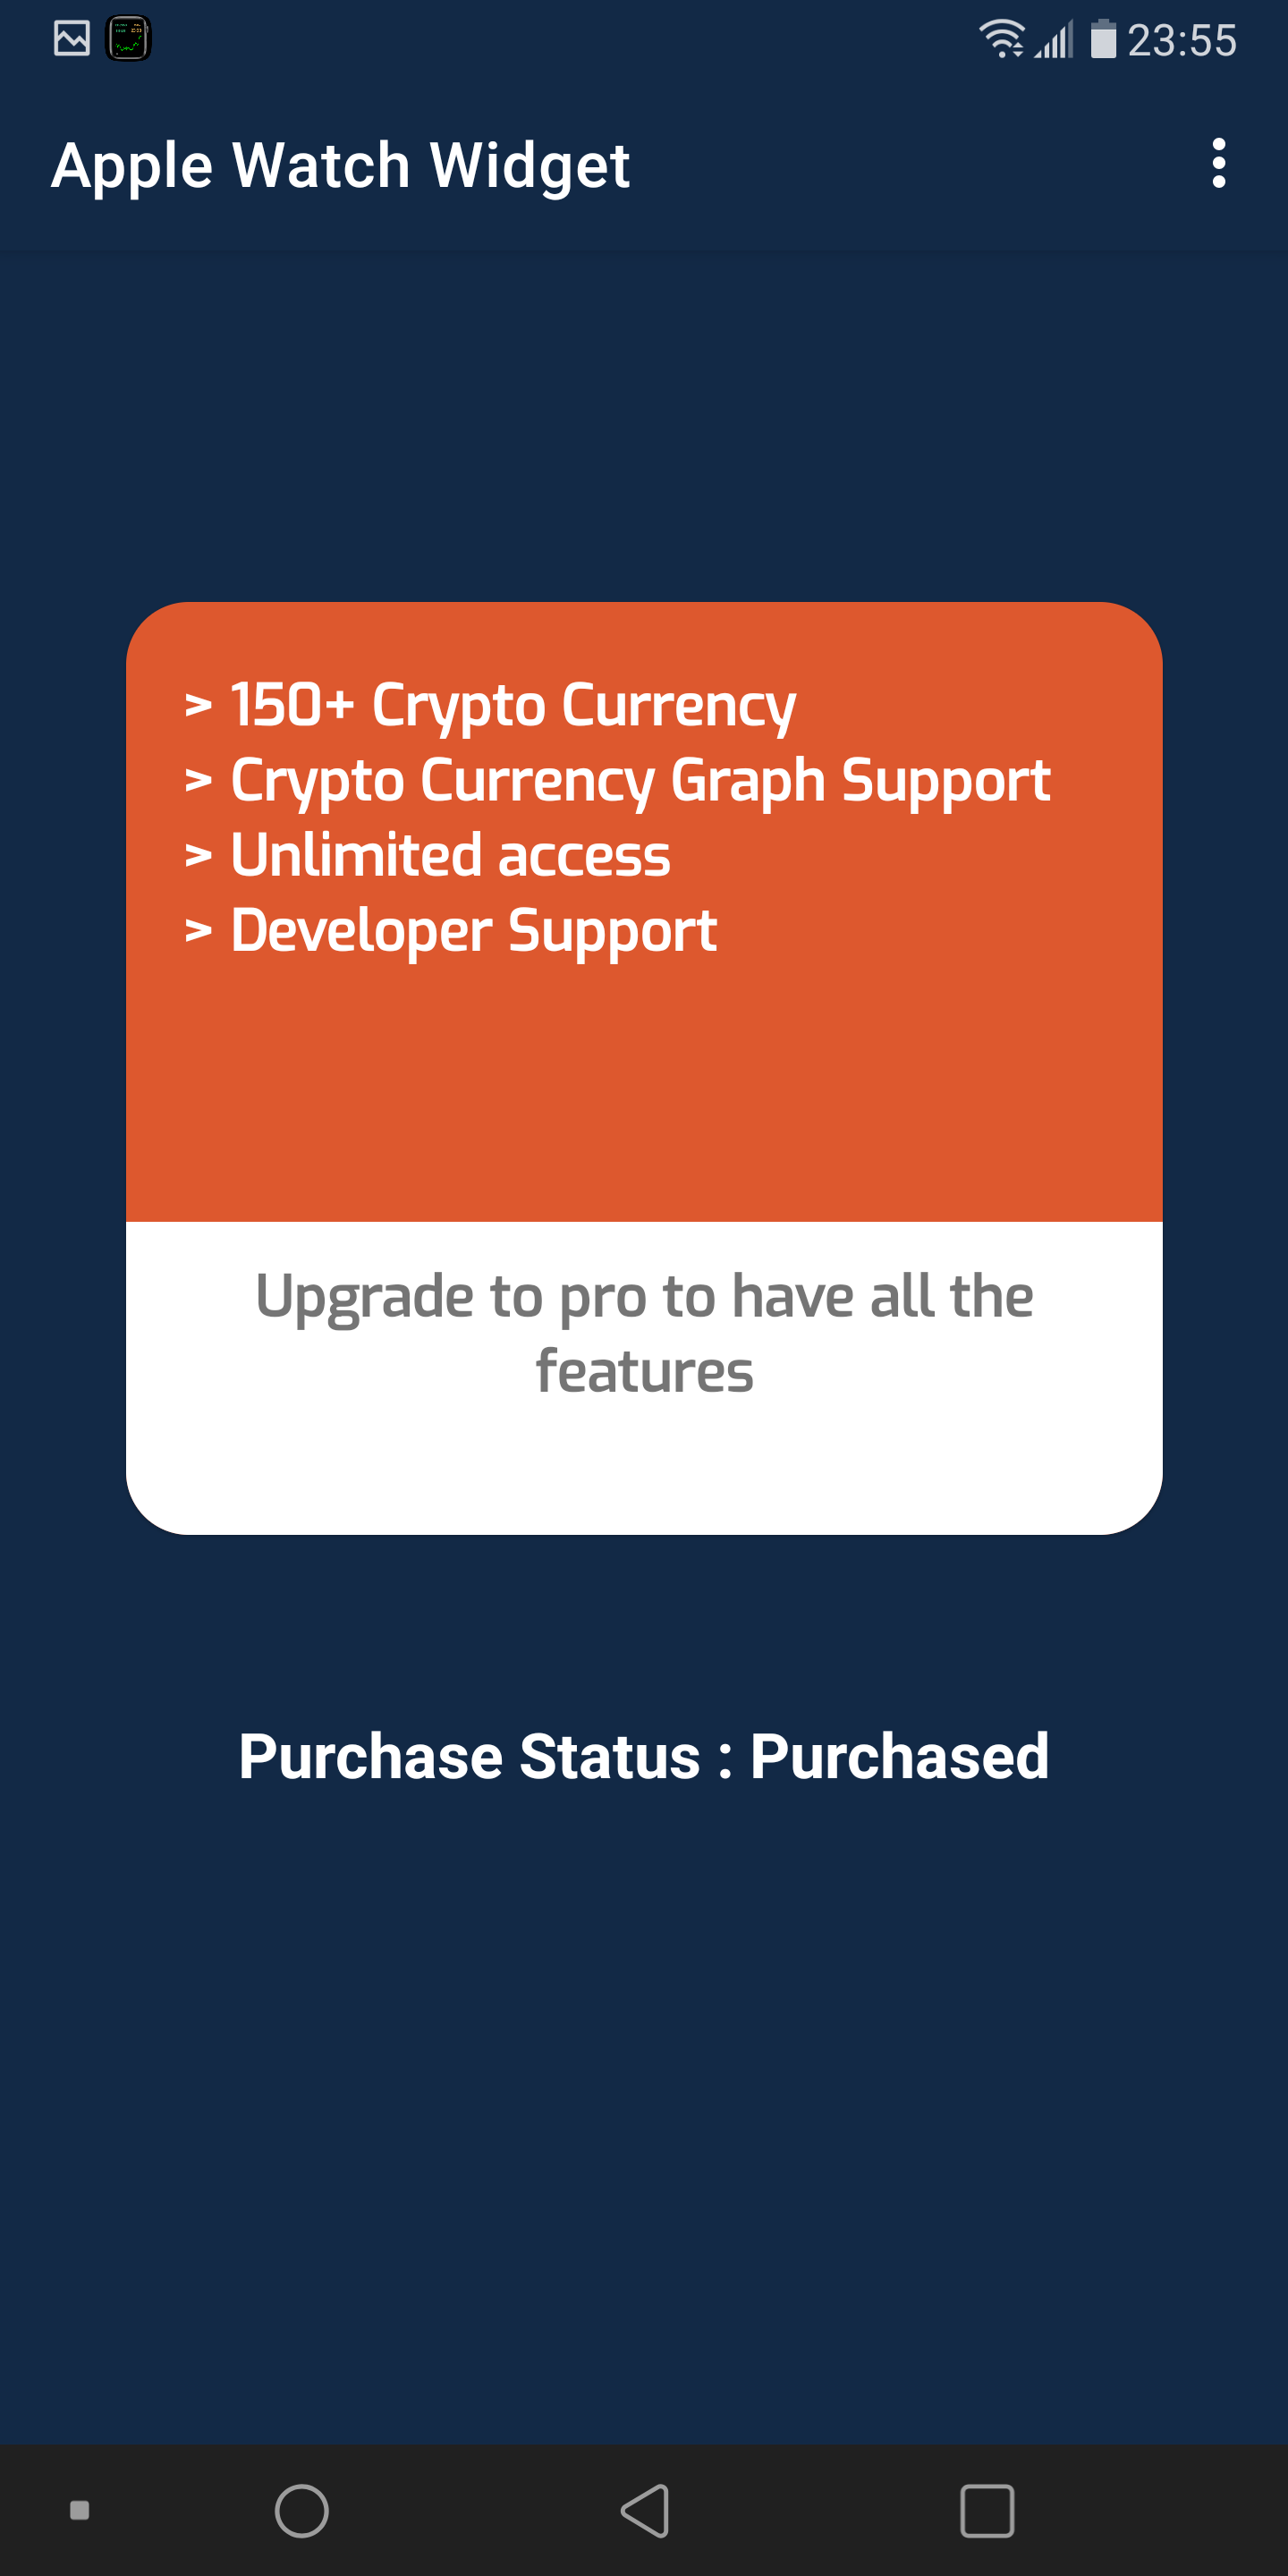 23:55
Apple Watch Widget
> 150+ Crypto Currency
> Crypto Currency Graph Support
> Unlimited access
> Developer Support
Upgrade to pro to have all the
features
Purchase Status : Purchased